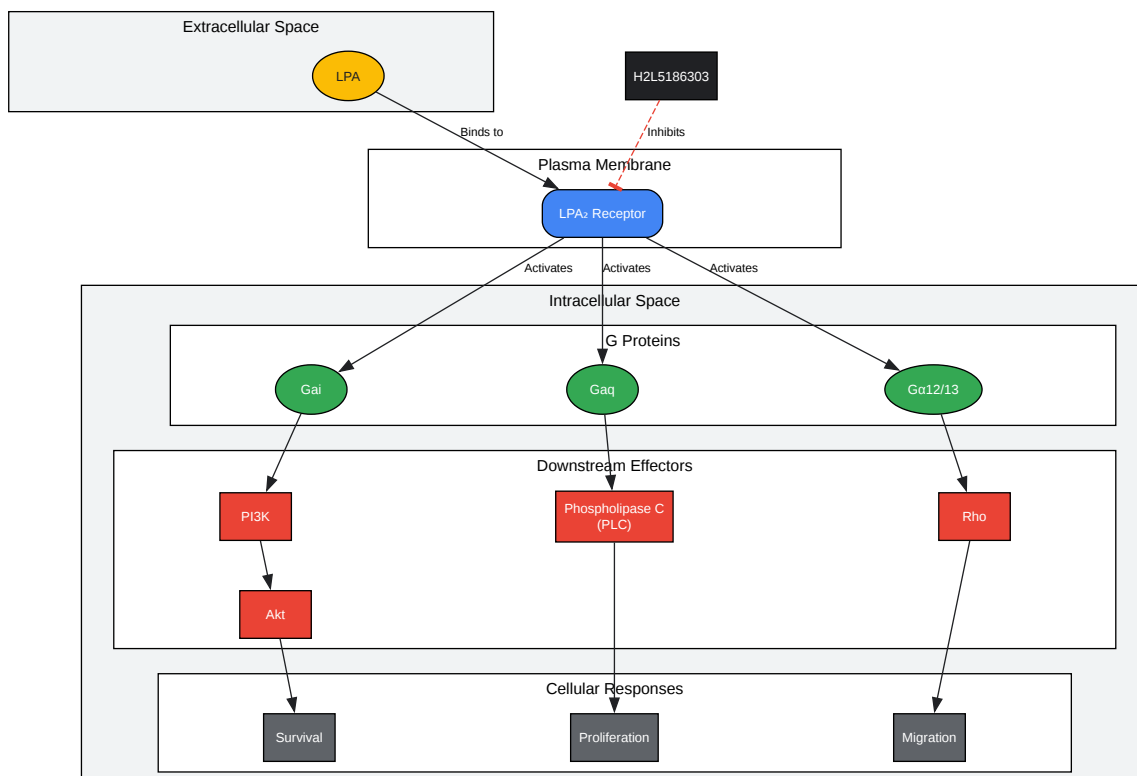 Extracellular Space
LPA
H2L5186303
Binds to
Inhibits
Plasma Membrane
LPA₂ Receptor
Activates
Activates
Activates
Intracellular Space
G Proteins
Gai
Gaq
Gα12/13
Downstream Effectors
PI3K
Phospholipase C
(PLC)
Rho
Akt
Cellular Responses
Survival
Proliferation
Migration